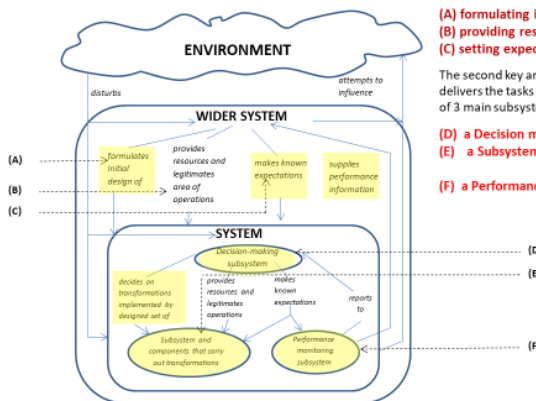 ENVIRONMENT
disturbs
attempts to
influence
WIDER SYSTEM
formulates
initial
design of
provides
resources and
legitimates
area of
operations
makes known
expectations
supplies
performance
information
(A)
(B)
(C)
SYSTEM
Decision-making
subsystem
decides on
transformations
implemented by
designed set of
provides
resources and
legitimates
operations
makes
known
expectations
reports
to
Subsystem and
components that carry
out transformations
Performance
monitoring
subsystem
(D
(E
(F
(A) formulating i
(B) providing res
(C) setting expec
The second key ar
delivers the tasks
of 3 main subsyste
(D) a Decision m
(E) a Subsystem
(F) a Performanc